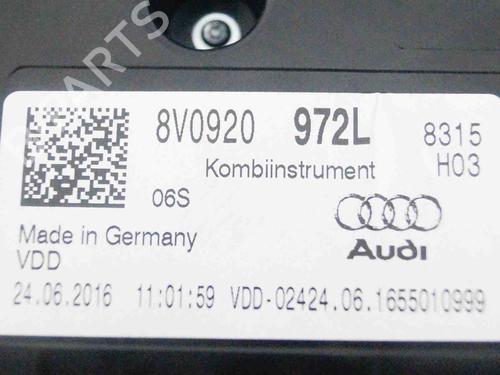 PARTS
8V0920 972L 8315
Kombiinstrument H03
06S
Made in Germany
VDD Audi
24.06.2016 11:01:59 VDD-02424.06.1655010999